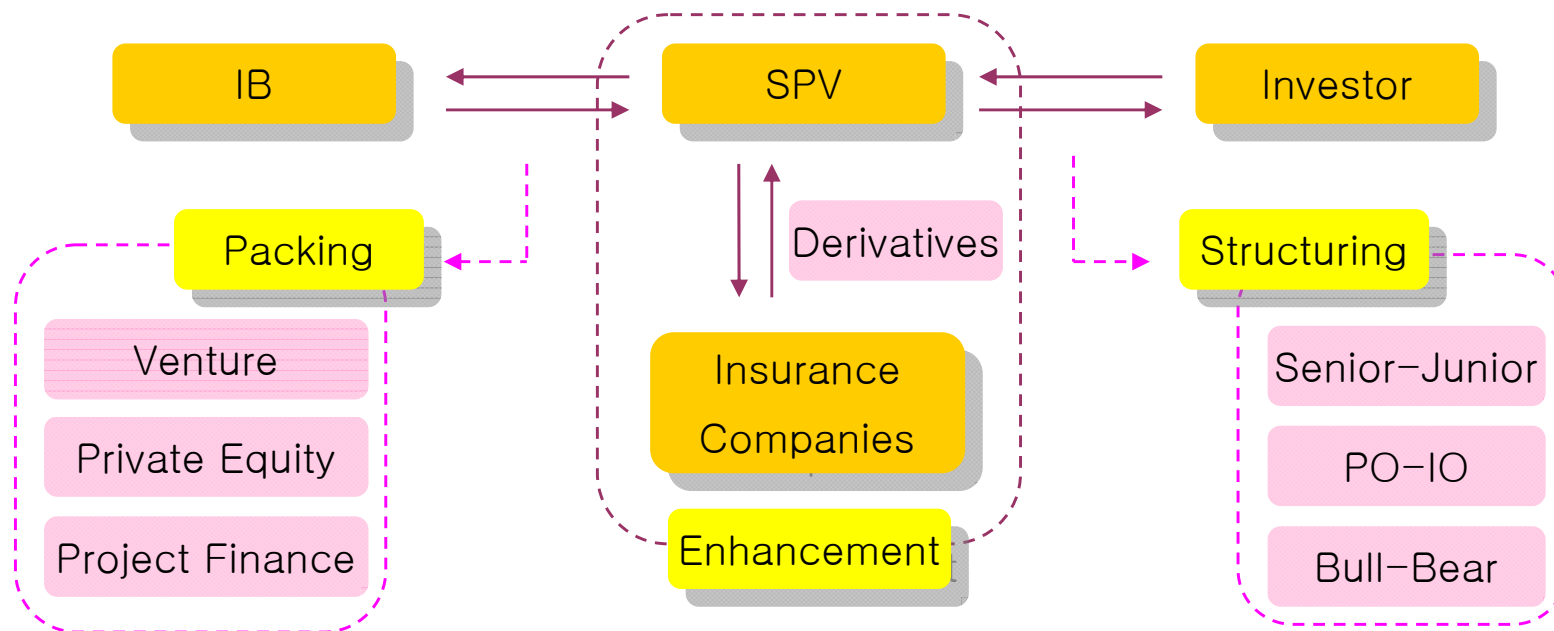 IB
SPV
Investor
Packing
Derivatives
Structuring
Venture
Private Equity
Project Finance
Insurance
Companies
Enhancement
Senior-Junior
PO-IO
Bull-Bear